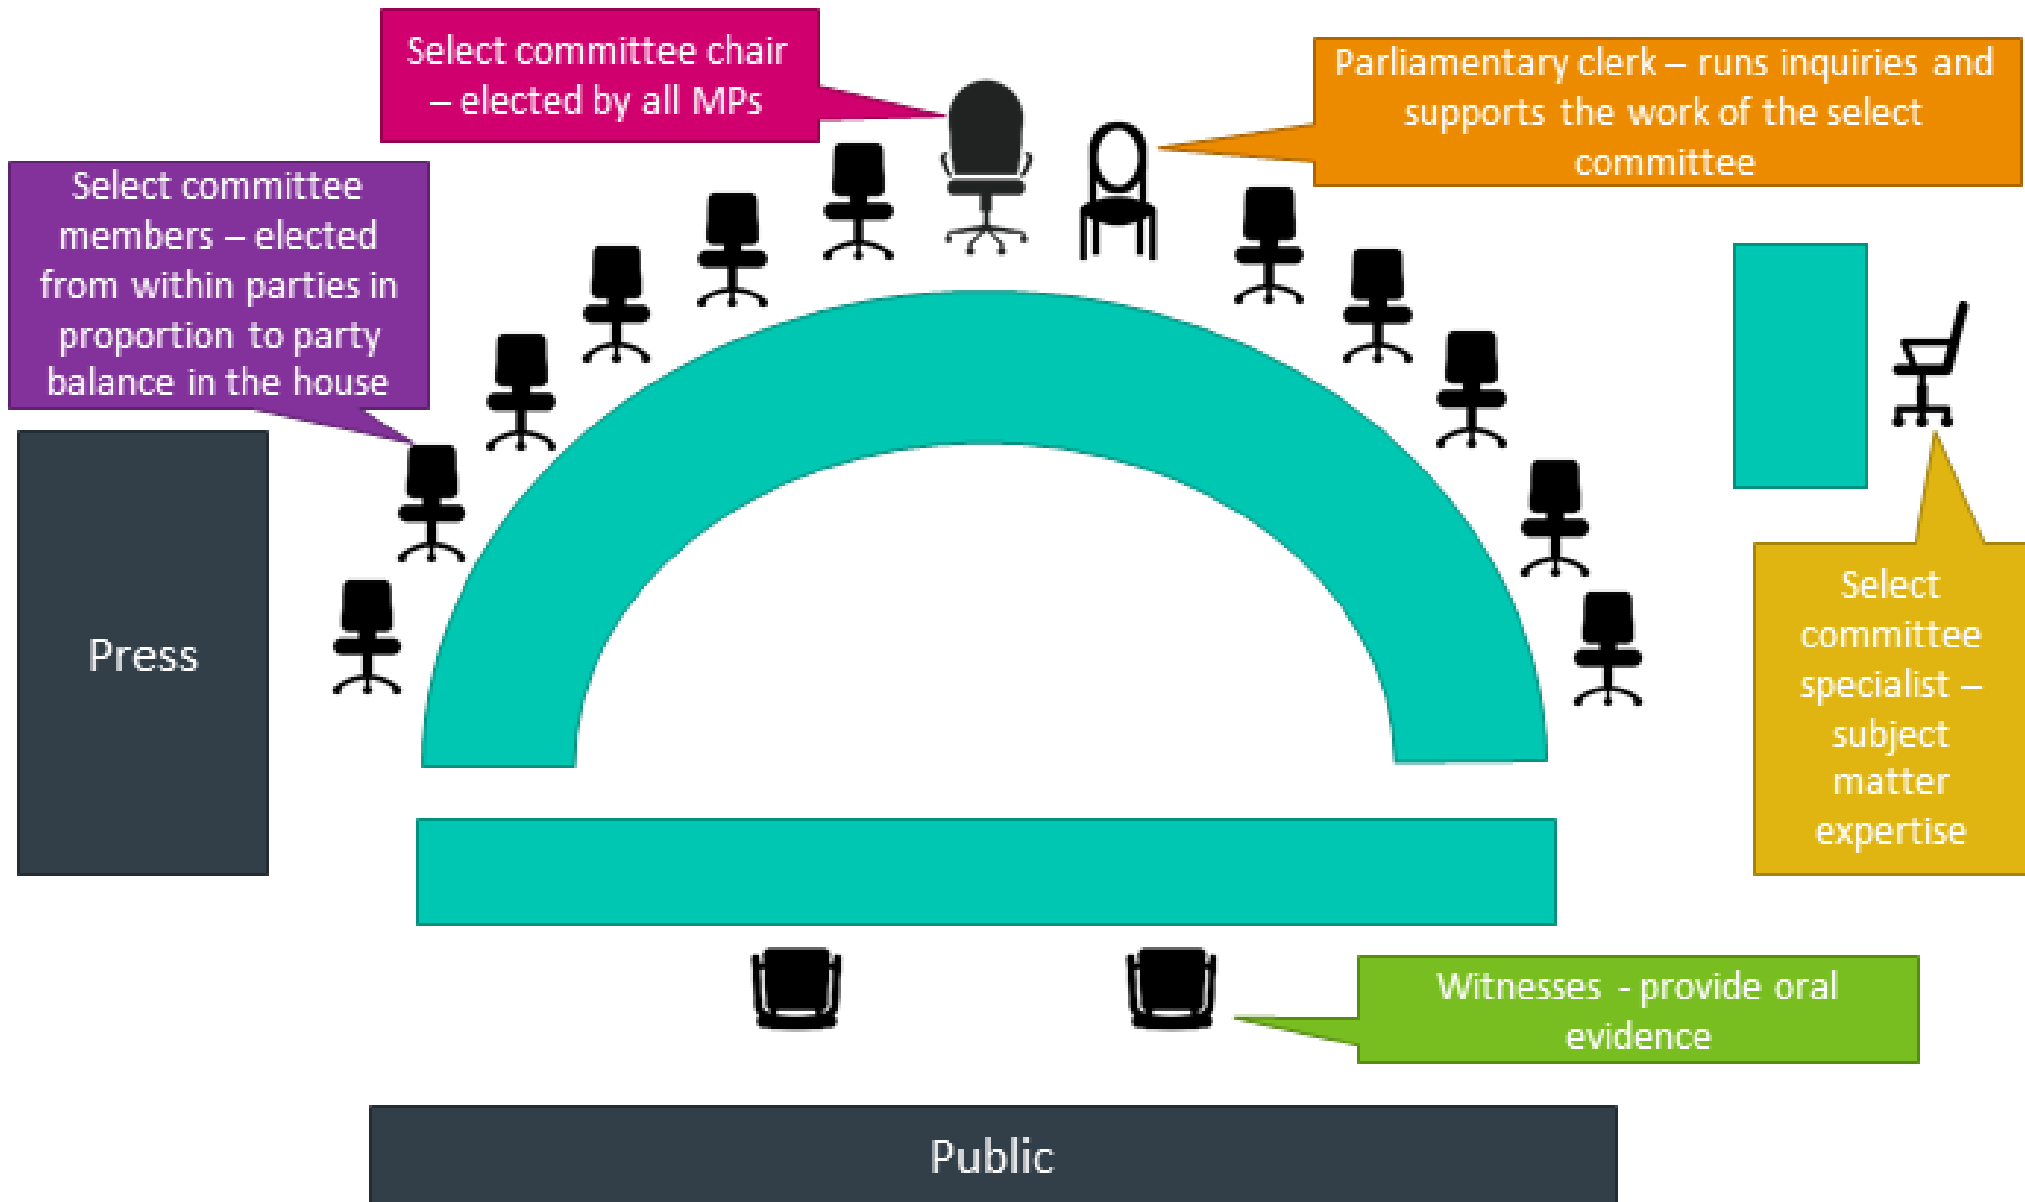 Select committee chair
– elected by all MPs
Parliamentary clerk – runs inquiries and
supports the work of the select
committee
Select committee
members – elected
from within parties in
proportion to party
balance in the house
Press
Select
committee
specialist –
subject
matter
expertise
Witnesses - provide oral
evidence
Public